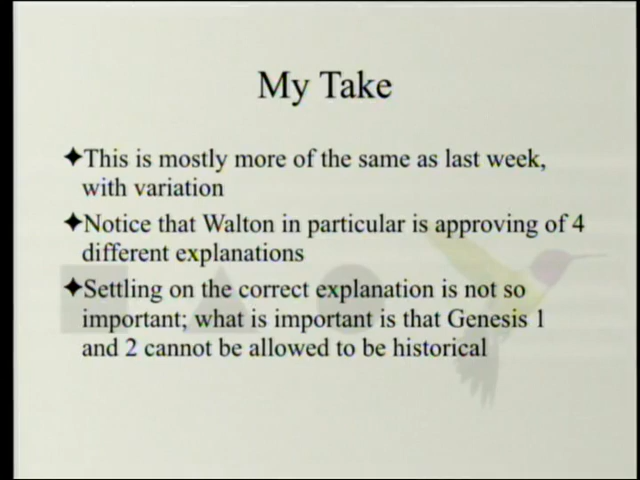 My Take
✦This is mostly more of the same as last week,
with variation
✦Notice that Walton in particular is approving of 4
different explanations
✦Settling on the correct explanation is not so
important; what is important is that Genesis 1
and 2 cannot be allowed to be historical